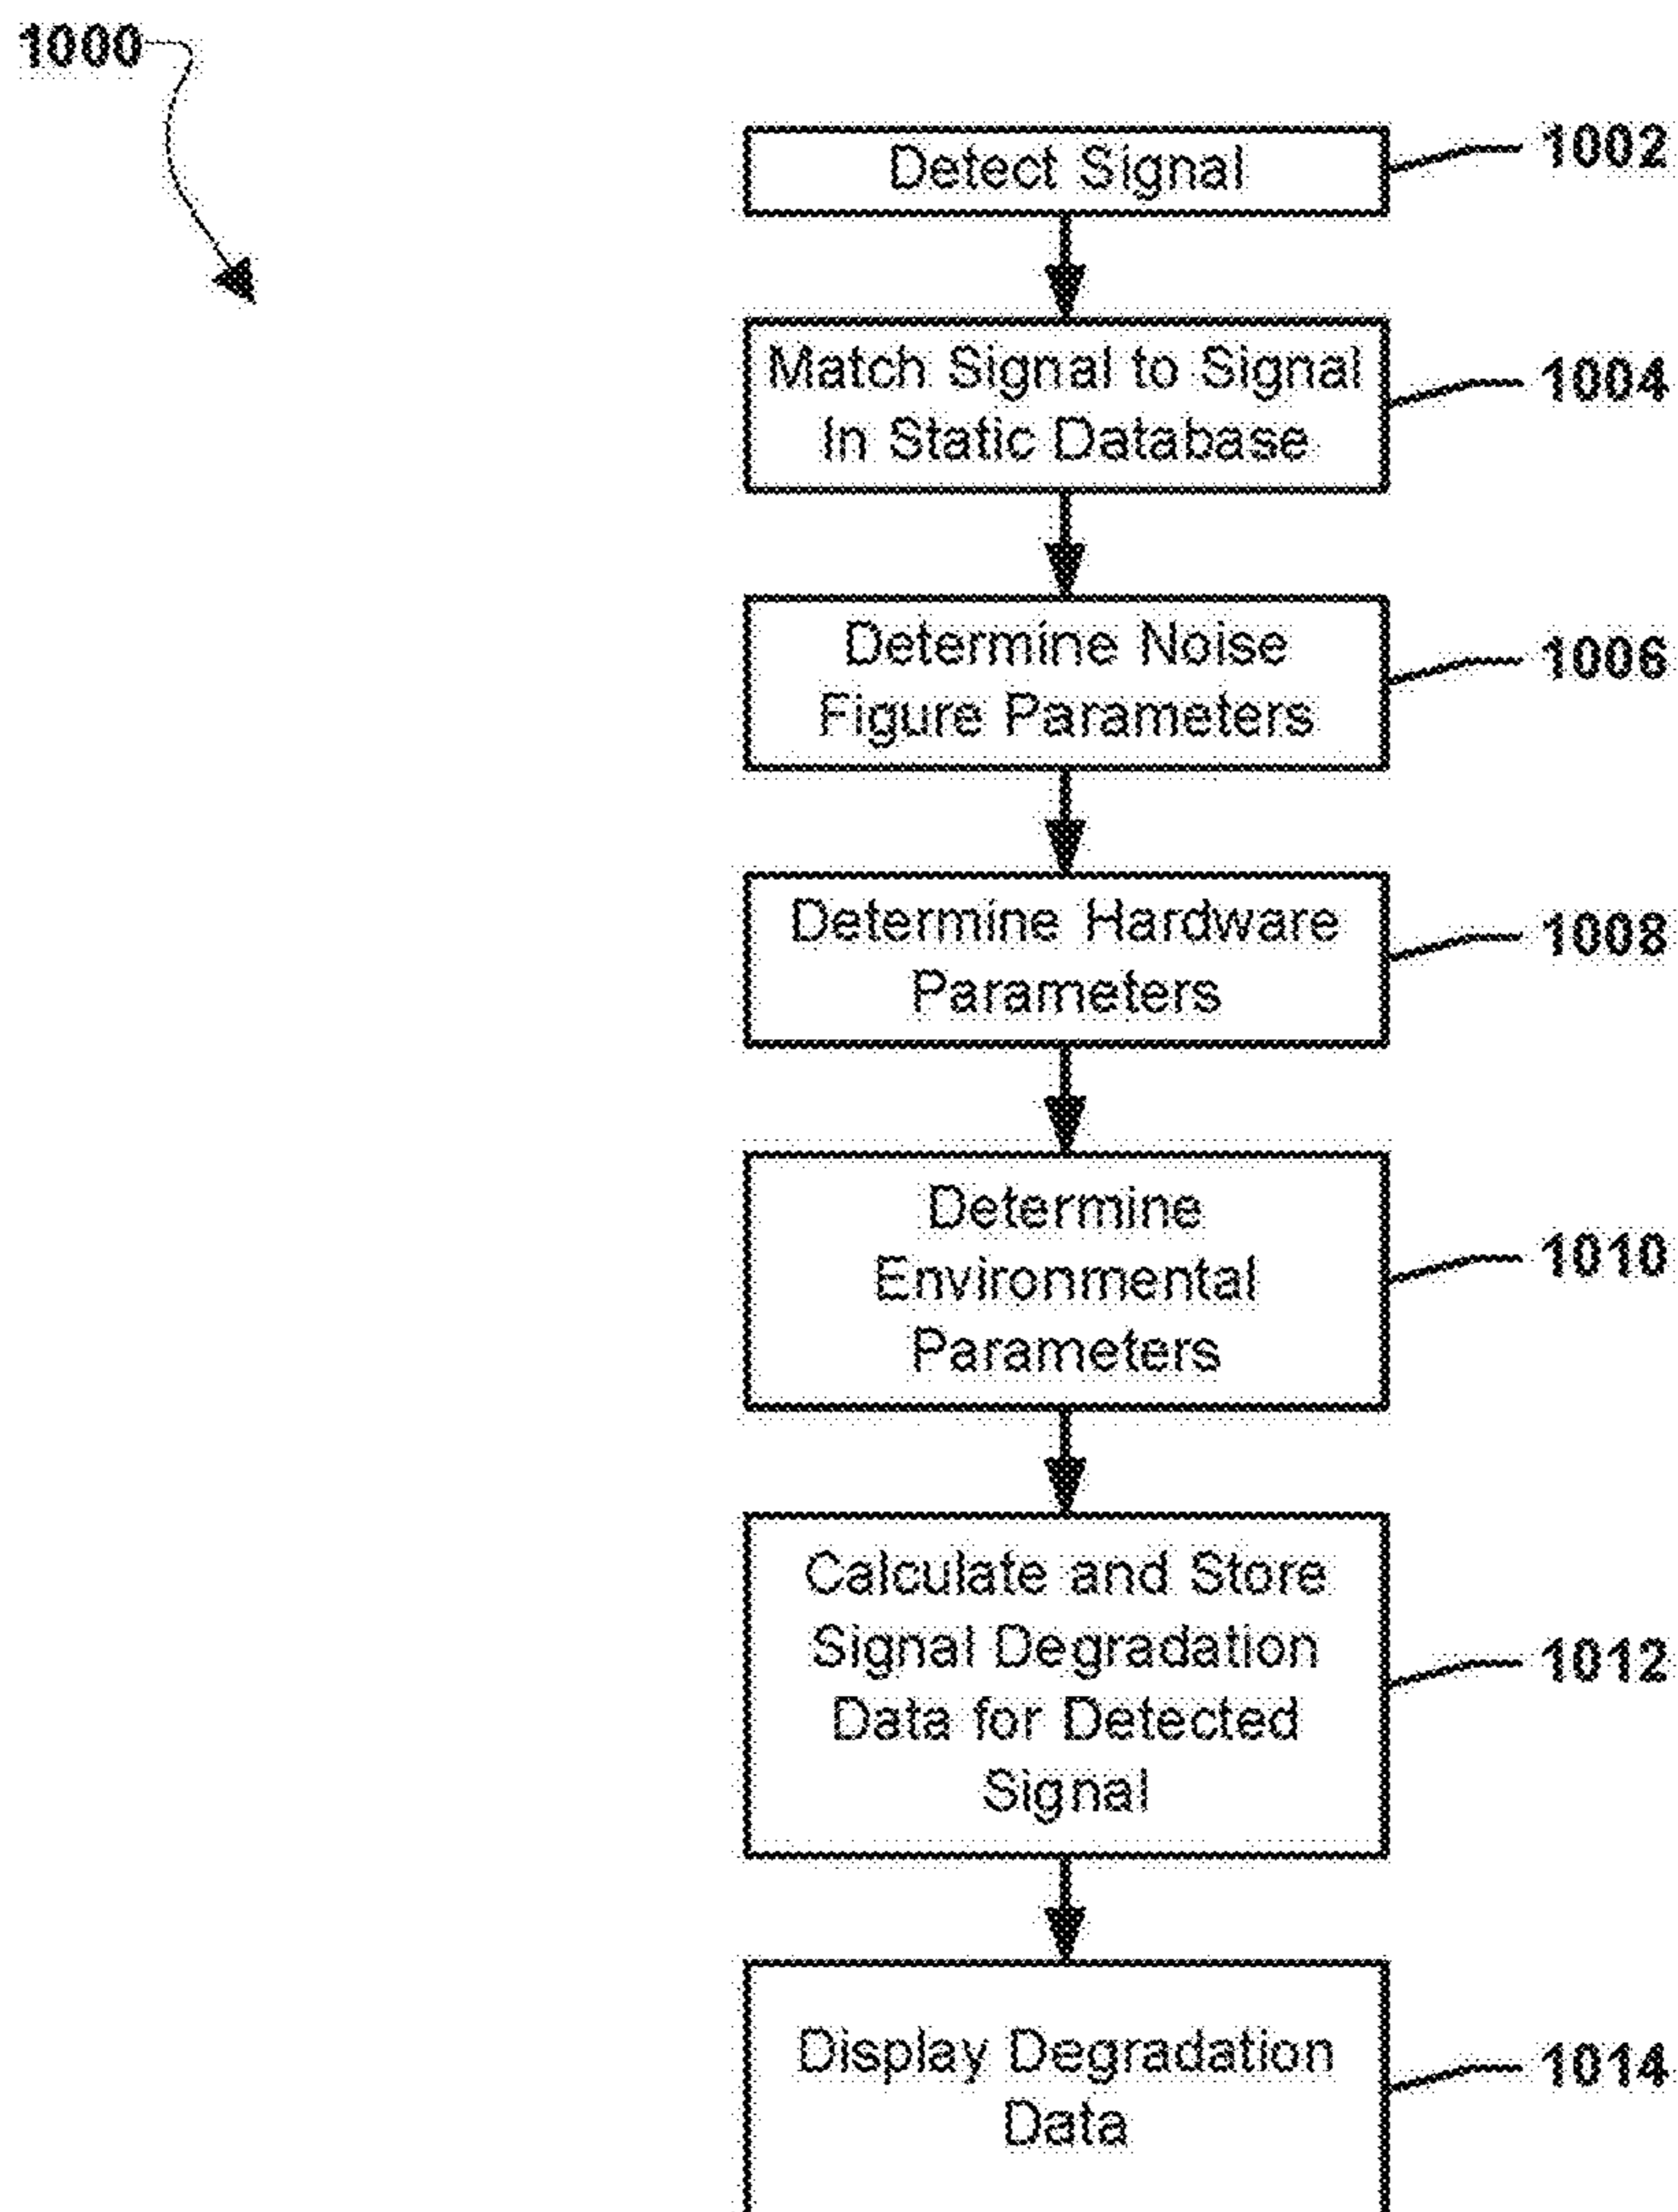 1000
Detect Signal
1002
Match Signal to Signal
In Static Database
1004
Determine Noise
Figure Parameters
1006
Determine Hardware
Parameters
1008
Determine
Environmental
Parameters
1010
Calculate and Store
Signal Degradation
Data for Detected
Signal
1012
Display Degradation
Data
1014